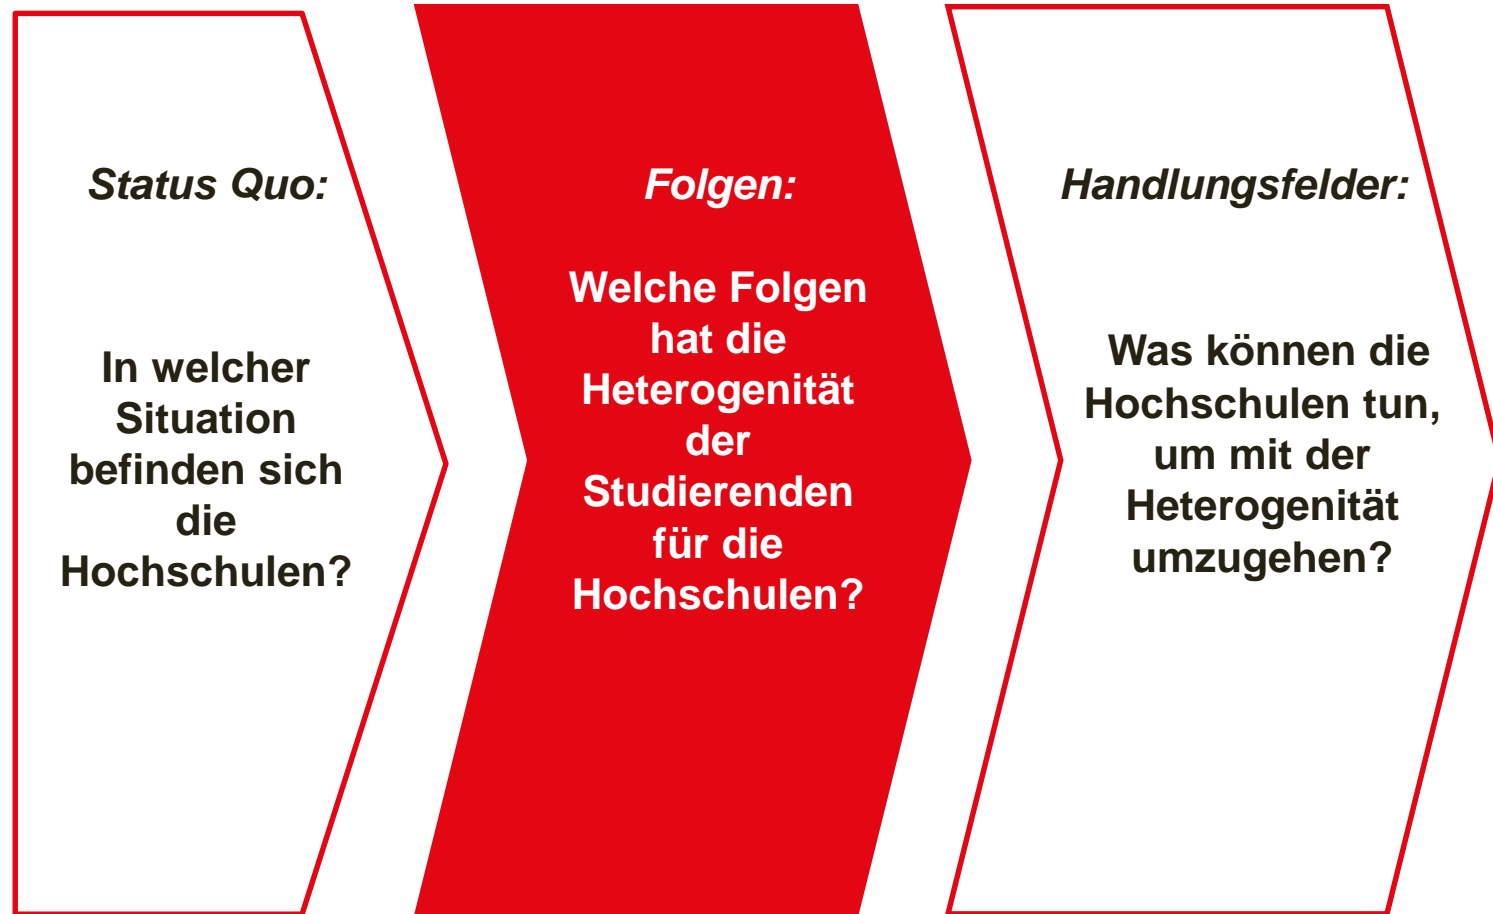 Status Quo:
In welcher
Situation
befinden sich
die
Hochschulen?
Folgen:
Welche Folgen
hat die
Heterogenität
der
Studierenden
für die
Hochschulen?
Handlungsfelder:
Was können die
Hochschulen tun,
um mit der
Heterogenität
umzugehen?